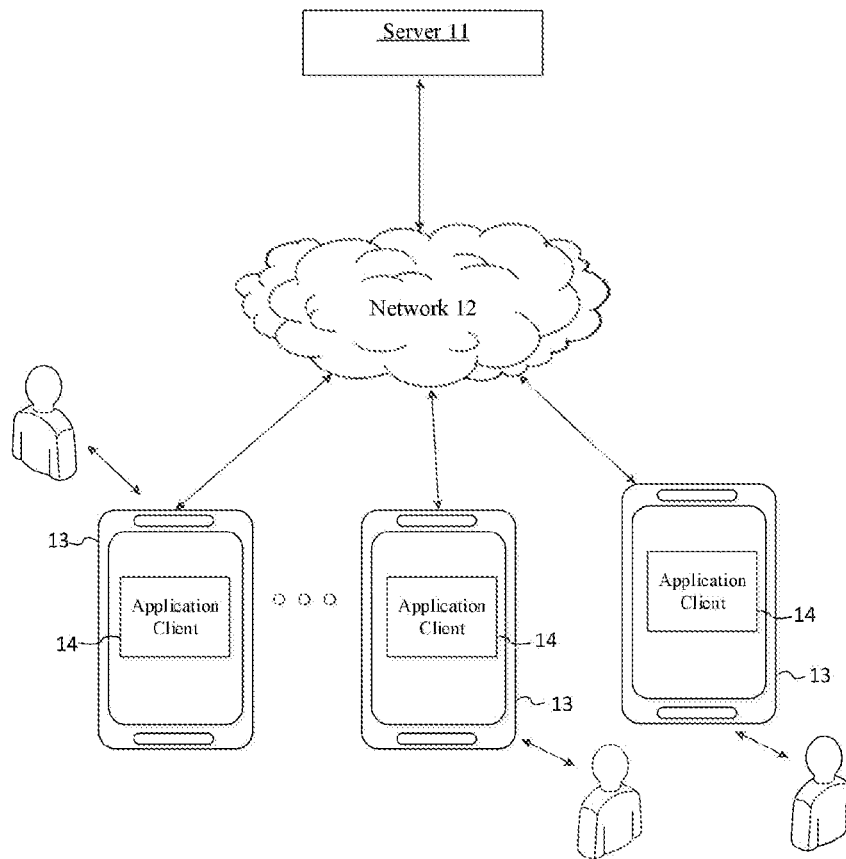 Server 11
Network 12
13
Application
Client
14
Application
Client
14
13
Application
Client
14
13